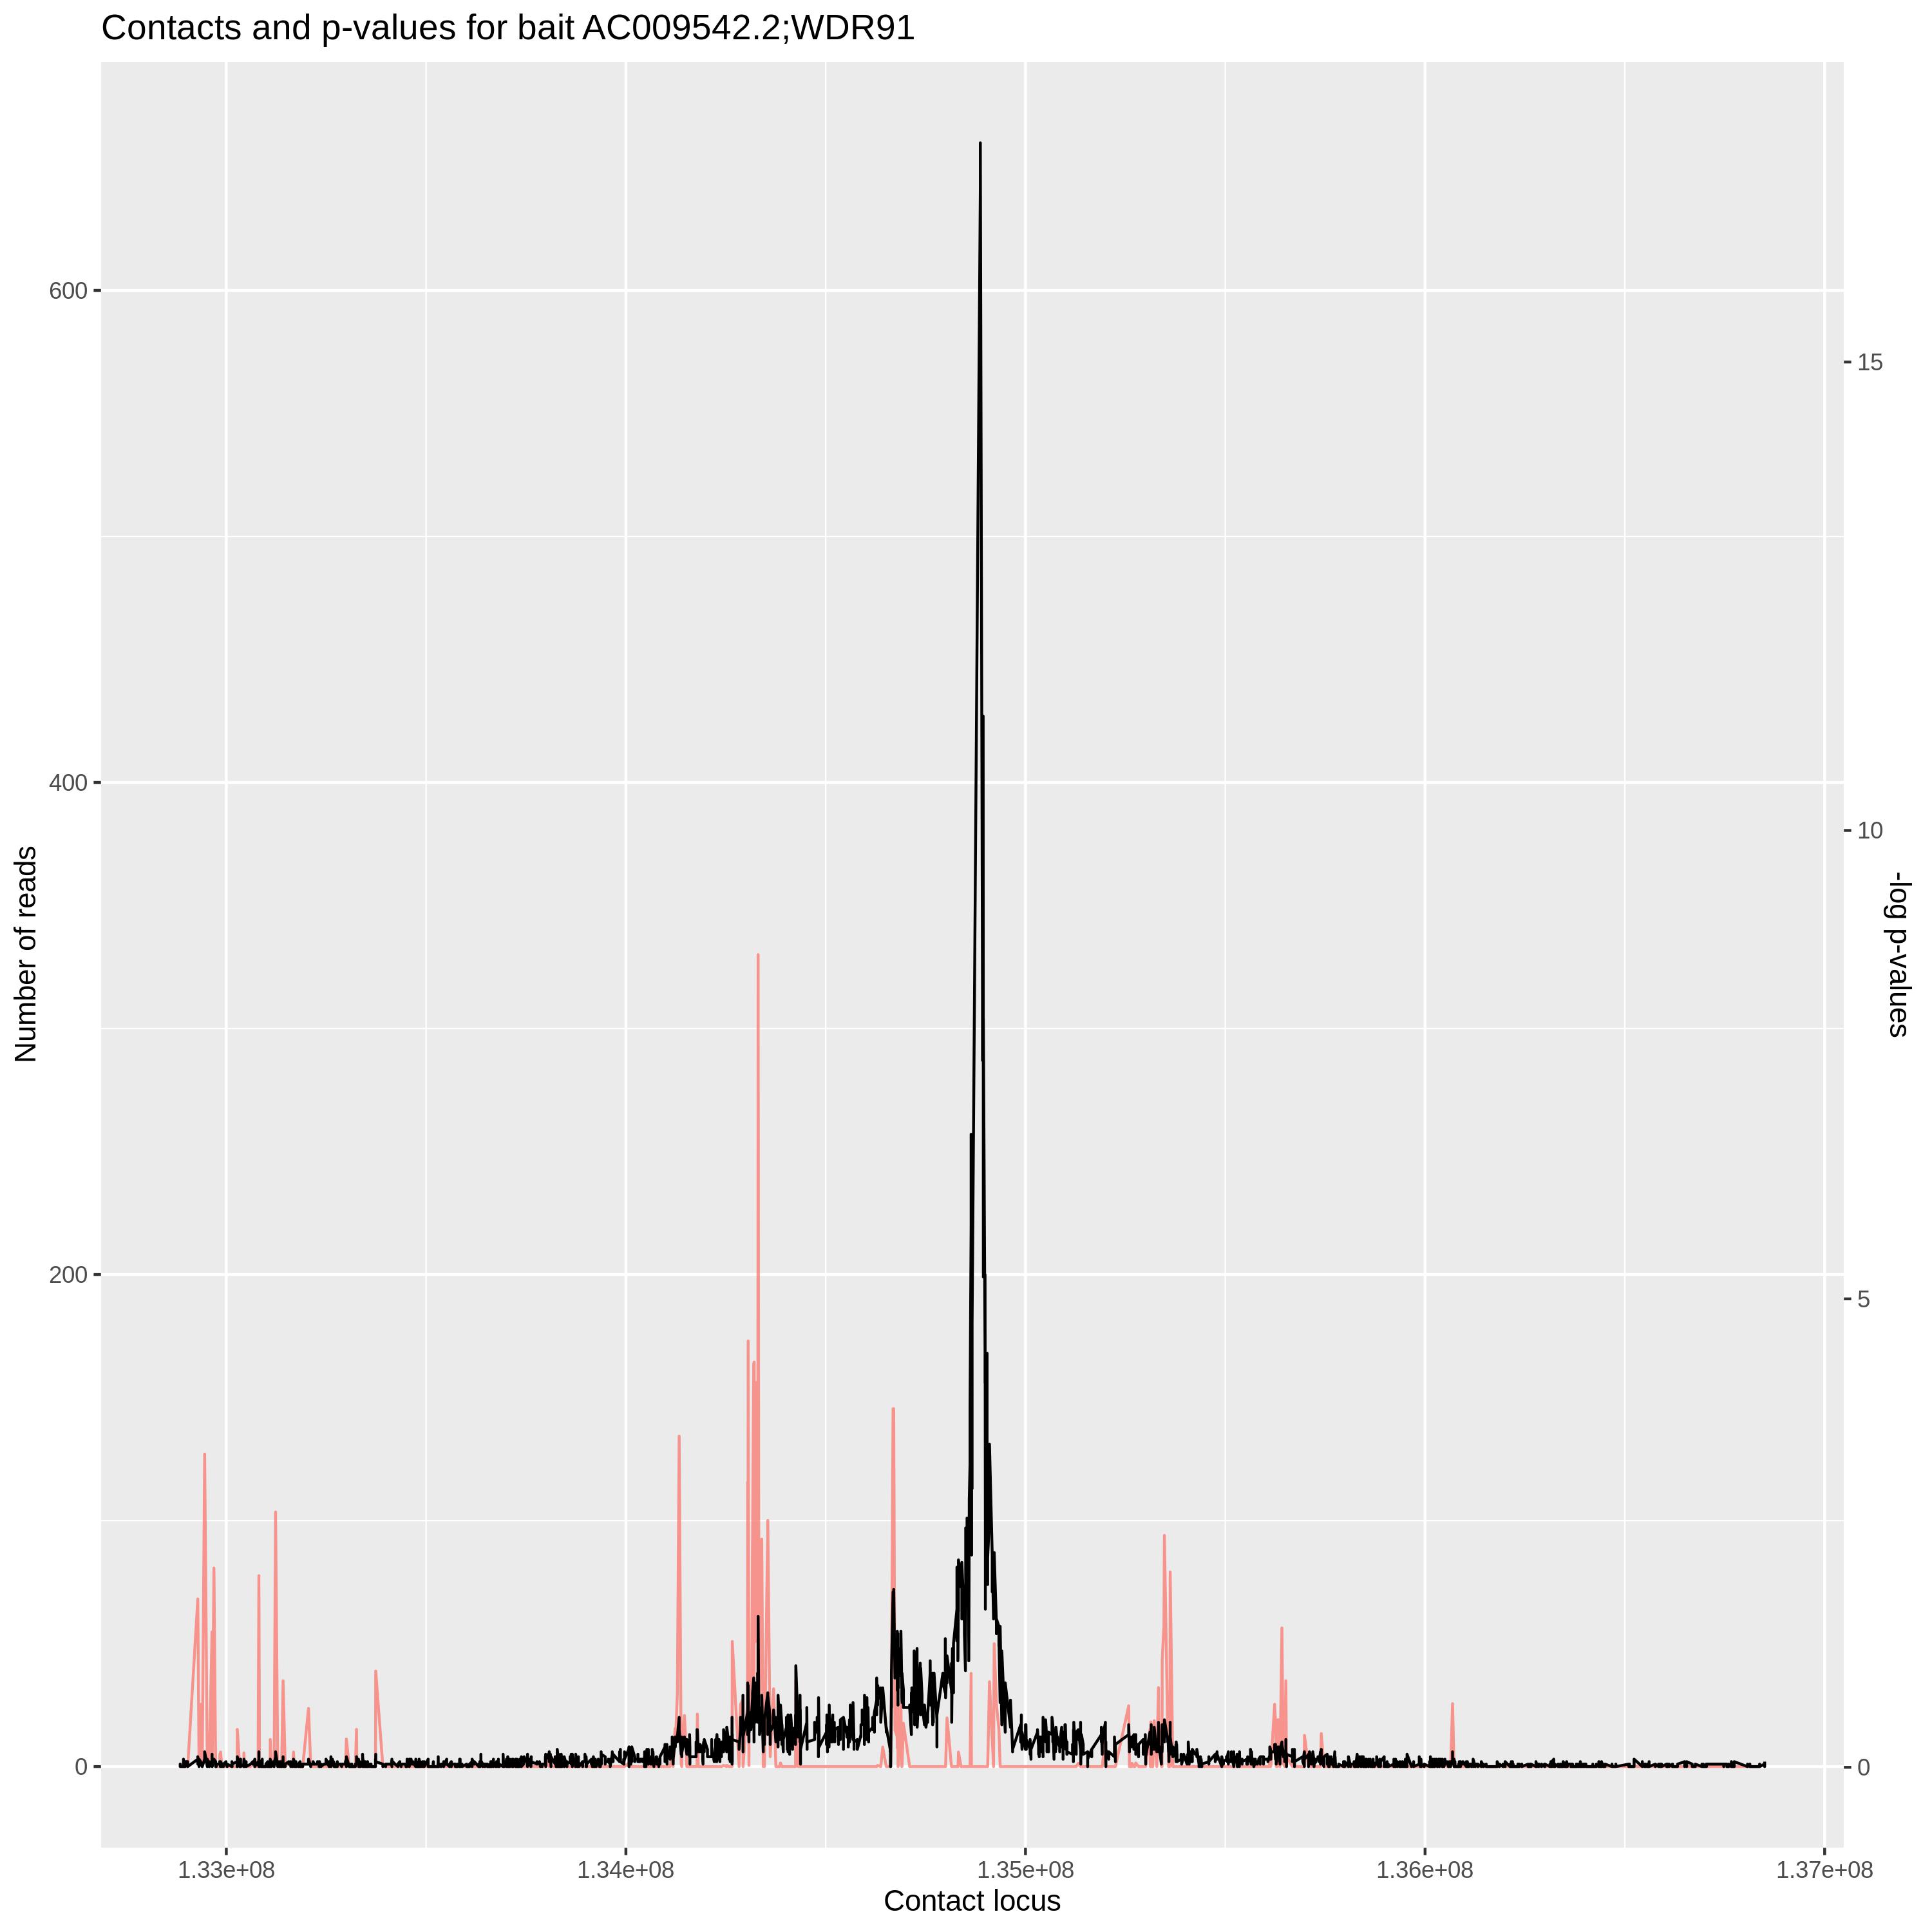 Contacts and p-values for bait AC009542.2;WDR91
600
400
200
0
15
10
5
0
Number of reads
-log p-values
1.33e+08
1.34e+08
1.35e+08
1.36e+08
1.37e+08
Contact locus